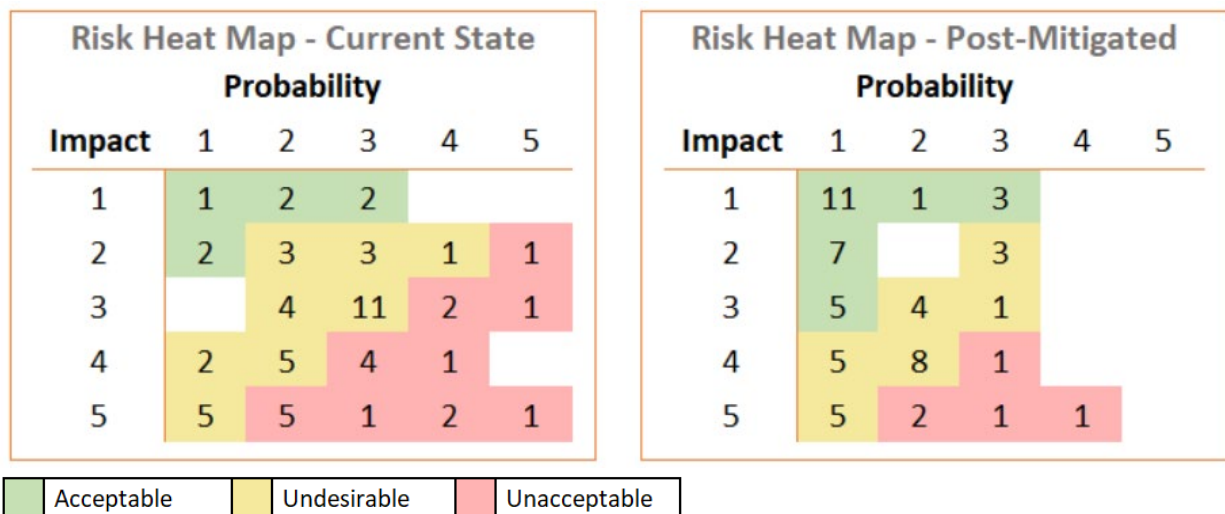 Risk Heat Map - Current State
Probability
Impact 1 2 3 4 5
1 1 2 2
2 2 3 3 1 1
3 4 11 2 1
4 2 5 4 1
5 5 5 1 2 1
Risk Heat Map - Post-Mitigated
Probability
Impact 1 2 3 4 5
1 11 1 3
2 7 3
3 5 4 1
4 5 8 1
5 5 2 1 1
Acceptable Undesirable Unacceptable